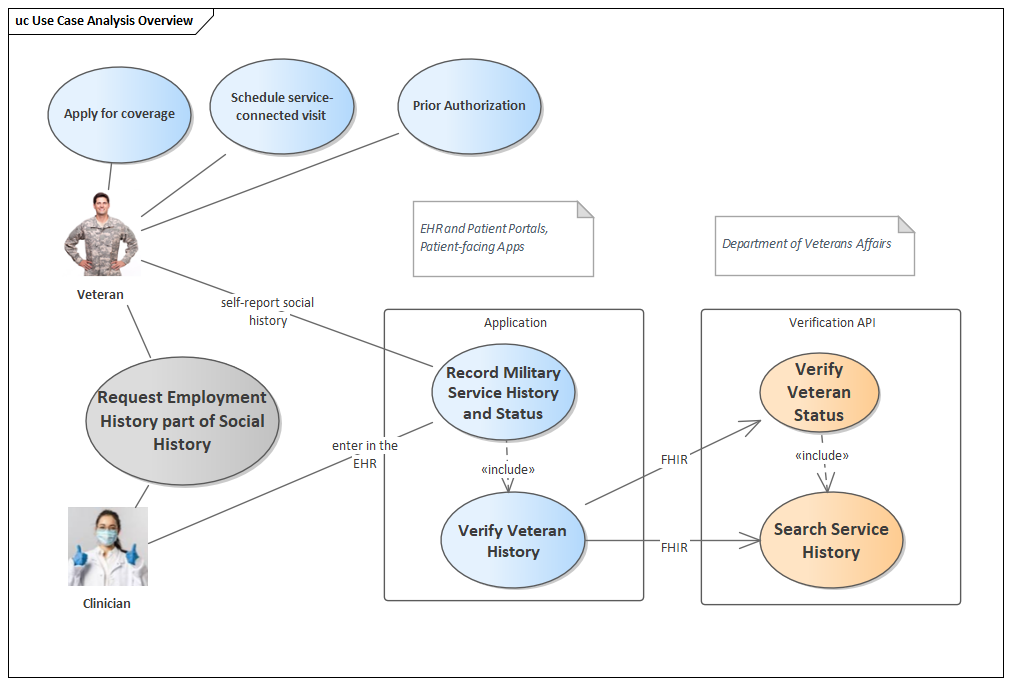 uc Use Case Analysis Overview
Apply for coverage
Schedule service-
connected visit
Prior Authorization
EHR and Patient Portals,
Patient-facing Apps
Department of Veterans Affairs
Veteran
self-report social
history
Application
Verification API
Record Military
Service History
and Status
Verify
Veteran
Status
Request Employment
History part of Social
History
enter in the
EHR
FHIR
«include»
«include»
Verify Veteran
History
Search Service
History
FHIR
Clinician